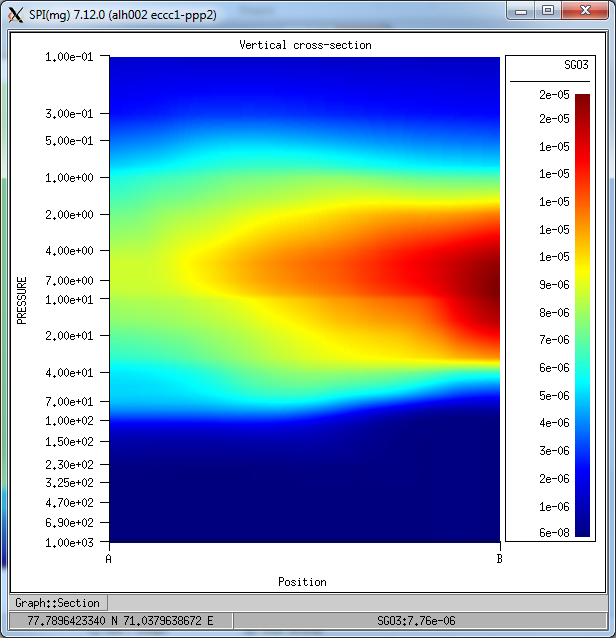 SPI(mg) 7.12.0 (alh002 eccc1-ppp2)
Vertical cross-section
SGO3
1.00e-01
3.00e-01
5.00e-01
1.00e+00
2.00e+00
4.00e+00
7.00e+00
1.00e+01
2.00e+01
4.00e+01
7.00e+01
1.00e+02
1.50e+02
2.30e+02
3.25e+02
4.70e+02
6.90e+02
1.00e+03
PRESSURE
2e-05
2e-05
1e-05
1e-05
1e-05
1e-05
1e-05
9e-06
8e-06
7e-06
6e-06
5e-06
4e-06
3e-06
2e-06
1e-06
6e-08
A
B
Position
Graph::Section
77.7896423340 N 71.0379638672 E
SGO3:7.76e-06